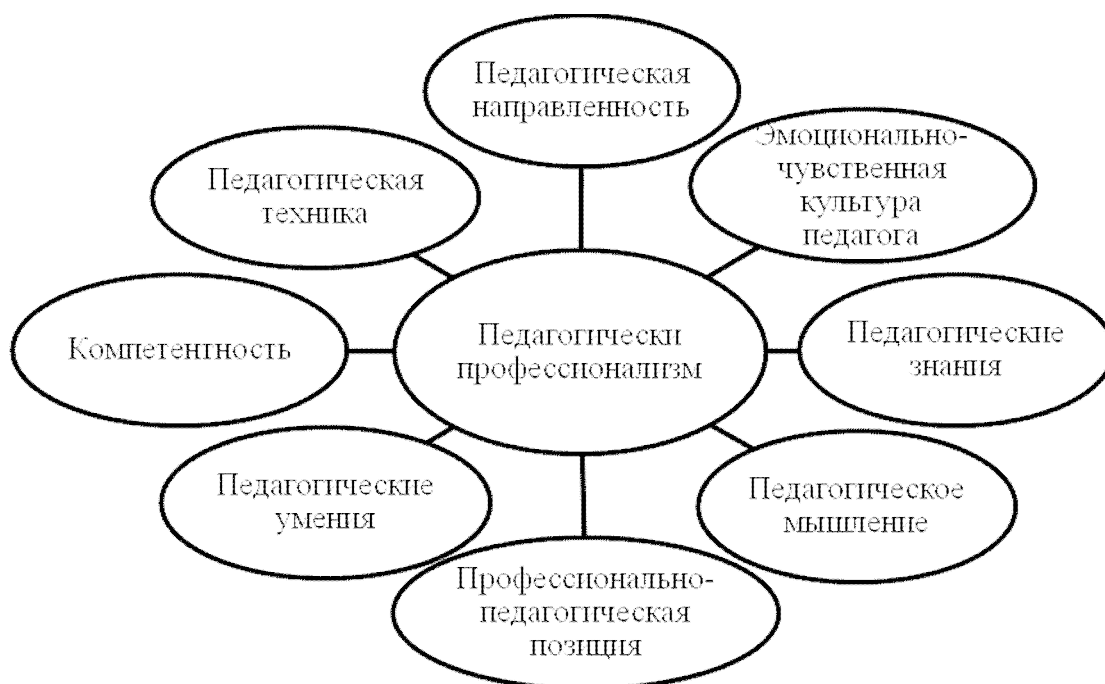 Педагогическая
направленность
Эмоционально-
чувственная
культура
педагога
Педагогическая
техника
Педагогически
профессионализм
Компетентность
Педагогические
знания
Педагогические
умения
Педагогическое
мышление
Профессионально-
педагогическая
позиция